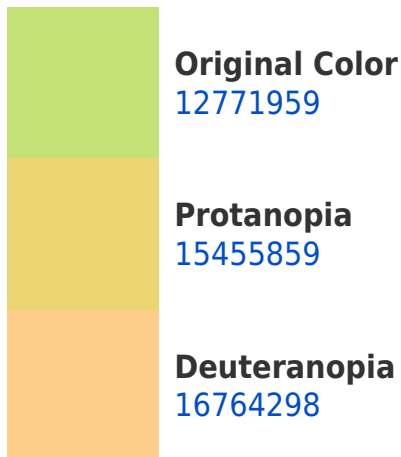 Original Color
12771959
Protanopia
15455859
Deuteranopia
16764298